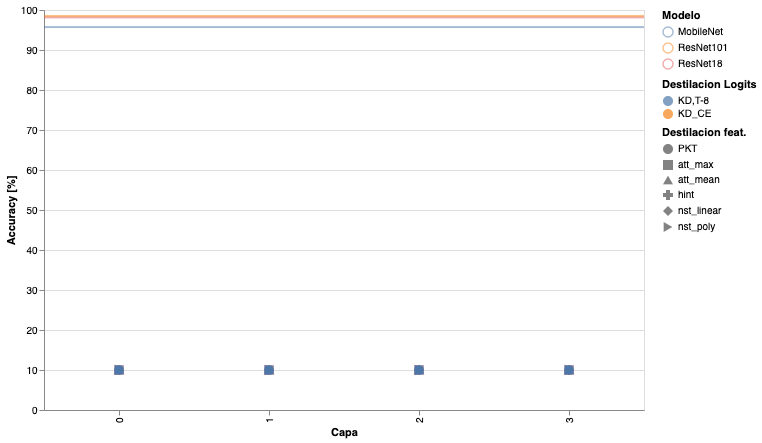 100
90
80
70
60
50
40
30
20
10
0
Accuracy [%]
0
1
2
3
Capa
Modelo
MobileNet
ResNet101
ResNet18
Destilacion Logits
KD,T-8
KD_CE
Destilacion feat.
PKT
att_max
att_mean
hint
nst_linear
nst_poly